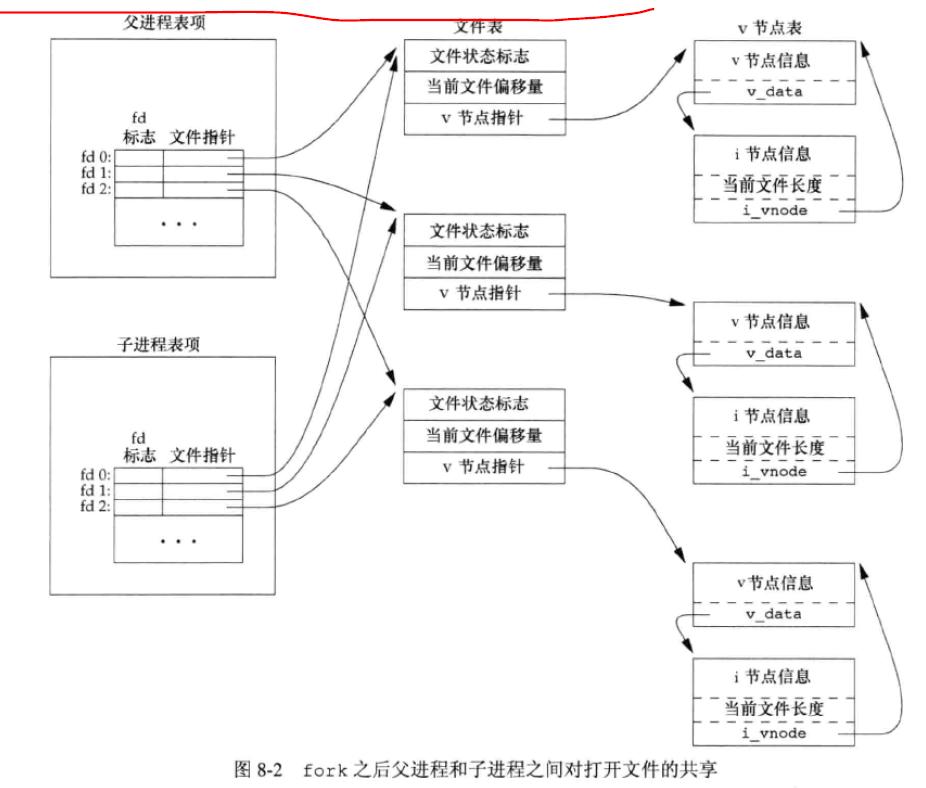 父进程表项
fd
标志 文件指针
fd 0:
fd 1:
fd 2:
···
子进程表项
fd
标志 文件指针
fd 0:
fd 1:
fd 2:
···
文件表
文件状态标志
当前文件偏移量
v 节点指针
文件状态标志
当前文件偏移量
v 节点指针
文件状态标志
当前文件偏移量
v 节点指针
v 节点表
v 节点信息
v_data
i 节点信息
当前文件长度
i_vnode
v 节点信息
v_data
i 节点信息
当前文件长度
i_vnode
v 节点信息
v_data
i 节点信息
当前文件长度
i_vnode
图 8-2 fork 之后父进程和子进程之间对打开文件的共享